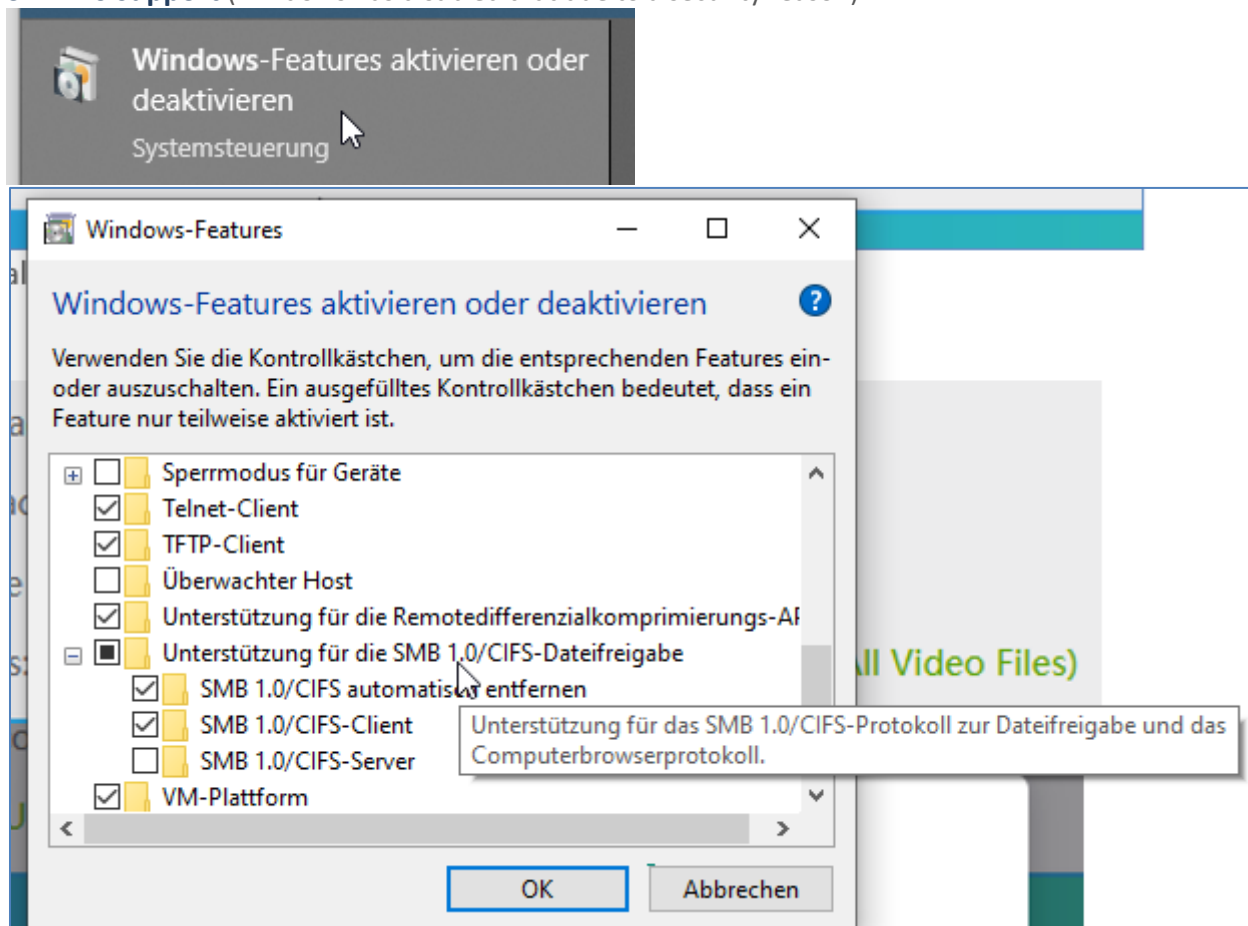 Windows-Features aktivieren oder
deaktivieren
Systemsteuerung
Windows-Features
Windows-Features aktivieren oder deaktivieren
Verwenden Sie die Kontrollkästchen, um die entsprechenden Features ein-
oder auszuschalten. Ein ausgefülltes Kontrollkästchen bedeutet, dass ein
Feature nur teilweise aktiviert ist.
Sperrmodus für Geräte
Telnet-Client
TFTP-Client
Überwachter Host
Unterstützung für die Remotedifferenzialkomprimierungs-AP
Unterstützung für die SMB 1.0/CIFS-Dateifreigabe
All Video Files)
SMB 1.0/CIFS automatisch entfernen
SMB 1.0/CIFS-Client
Unterstützung für das SMB 1.0/CIFS-Protokoll zur Dateifreigabe und das
Computerbrowserprotokoll.
SMB 1.0/CIFS-Server
VM-Plattform
OK
Abbrechen